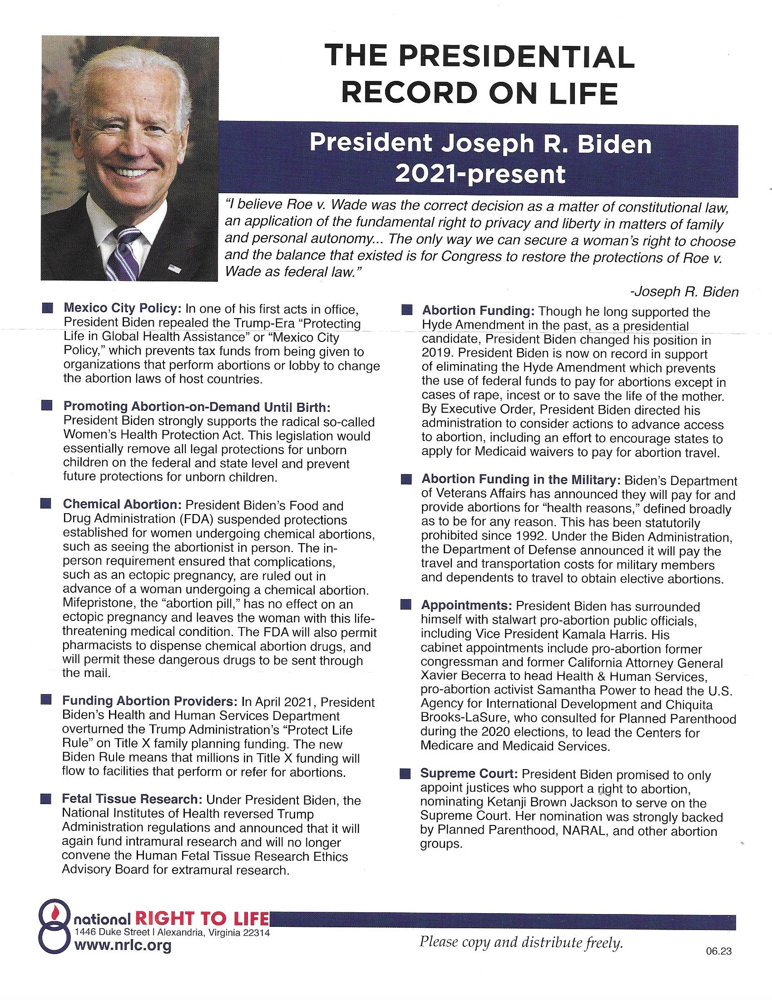 THE PRESIDENTIAL
RECORD ON LIFE
President Joseph R. Biden
2021-present
“I believe Roe v. Wade was the correct decision as a matter of constitutional law,
an application of the fundamental right to privacy and liberty in matters of family
and personal autonomy... The only way we can secure a woman’s right to choose
and the balance that existed is for Congress to restore the protections of Roe v.
Wade as federal law.”
-Joseph R. Biden
Mexico City Policy: In one of his first acts in office,
President Biden repealed the Trump-Era “Protecting
Life in Global Health Assistance” or “Mexico City
Policy,” which prevents tax funds from being given to
organizations that perform abortions or lobby to change
the abortion laws of host countries.
Promoting Abortion-on-Demand Until Birth:
President Biden strongly supports the radical so-called
Women’s Health Protection Act. This legislation would
essentially remove all legal protections for unborn
children on the federal and state level and prevent
future protections for unborn children.
Chemical Abortion: President Biden’s Food and
Drug Administration (FDA) suspended protections
established for women undergoing chemical abortions,
such as seeing the abortionist in person. The in-
person requirement ensured that complications,
such as an ectopic pregnancy, are ruled out in
advance of a woman undergoing a chemical abortion.
Mifepristone, the “abortion pill,” has no effect on an
ectopic pregnancy and leaves the woman with this life-
threatening medical condition. The FDA will also permit
pharmacists to dispense chemical abortion drugs, and
will permit these dangerous drugs to be sent through
the mail.
Funding Abortion Providers: In April 2021, President
Biden’s Health and Human Services Department
overturned the Trump Administration’s “Protect Life
Rule” on Title X family planning funding. The new
Biden Rule means that millions in Title X funding will
flow to facilities that perform or refer for abortions.
Fetal Tissue Research: Under President Biden, the
National Institutes of Health reversed Trump
Administration regulations and announced that it will
again fund intramural research and will no longer
convene the Human Fetal Tissue Research Ethics
Advisory Board for extramural research.
Abortion Funding: Though he long supported the
Hyde Amendment in the past, as a presidential
candidate, President Biden changed his position in
2019. President Biden is now on record in support
of eliminating the Hyde Amendment which prevents
the use of federal funds to pay for abortions except in
cases of rape, incest or to save the life of the mother.
By Executive Order, President Biden directed his
administration to consider actions to advance access
to abortion, including an effort to encourage states to
apply for Medicaid waivers to pay for abortion travel.
Abortion Funding in the Military: Biden’s Department
of Veterans Affairs has announced they will pay for and
provide abortions for “health reasons,” defined broadly
as to be for any reason. This has been statutorily
prohibited since 1992. Under the Biden Administration,
the Department of Defense announced it will pay the
travel and transportation costs for military members
and dependents to travel to obtain elective abortions.
Appointments: President Biden has surrounded
himself with stalwart pro-abortion public officials,
including Vice President Kamala Harris. His
cabinet appointments include pro-abortion former
congressman and former California Attorney General
Xavier Becerra to head Health & Human Services,
pro-abortion activist Samantha Power to head the U.S.
Agency for International Development and Chiquita
Brooks-LaSure, who consulted for Planned Parenthood
during the 2020 elections, to lead the Centers for
Medicare and Medicaid Services.
Supreme Court: President Biden promised to only
appoint justices who support a right to abortion,
nominating Ketanji Brown Jackson to serve on the
Supreme Court. Her nomination was strongly backed
by Planned Parenthood, NARAL, and other abortion
groups.
national RIGHT TO LIFE
1446 Duke Street | Alexandria, Virginia 22314
www.nrlc.org
Please copy and distribute freely.
06.23